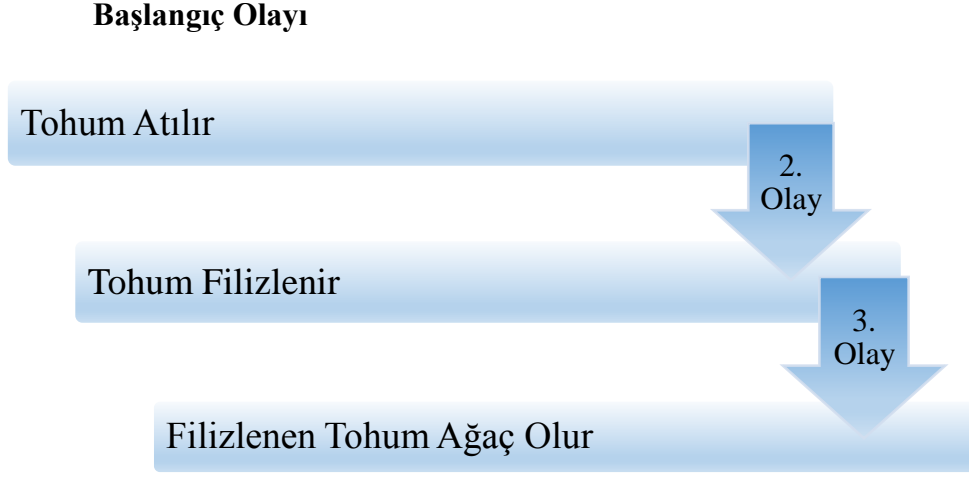 Başlangıç Olayı
Tohum Atılır
2.
Olay
Tohum Filizlenir
3.
Olay
Filizlenen Tohum Ağaç Olur